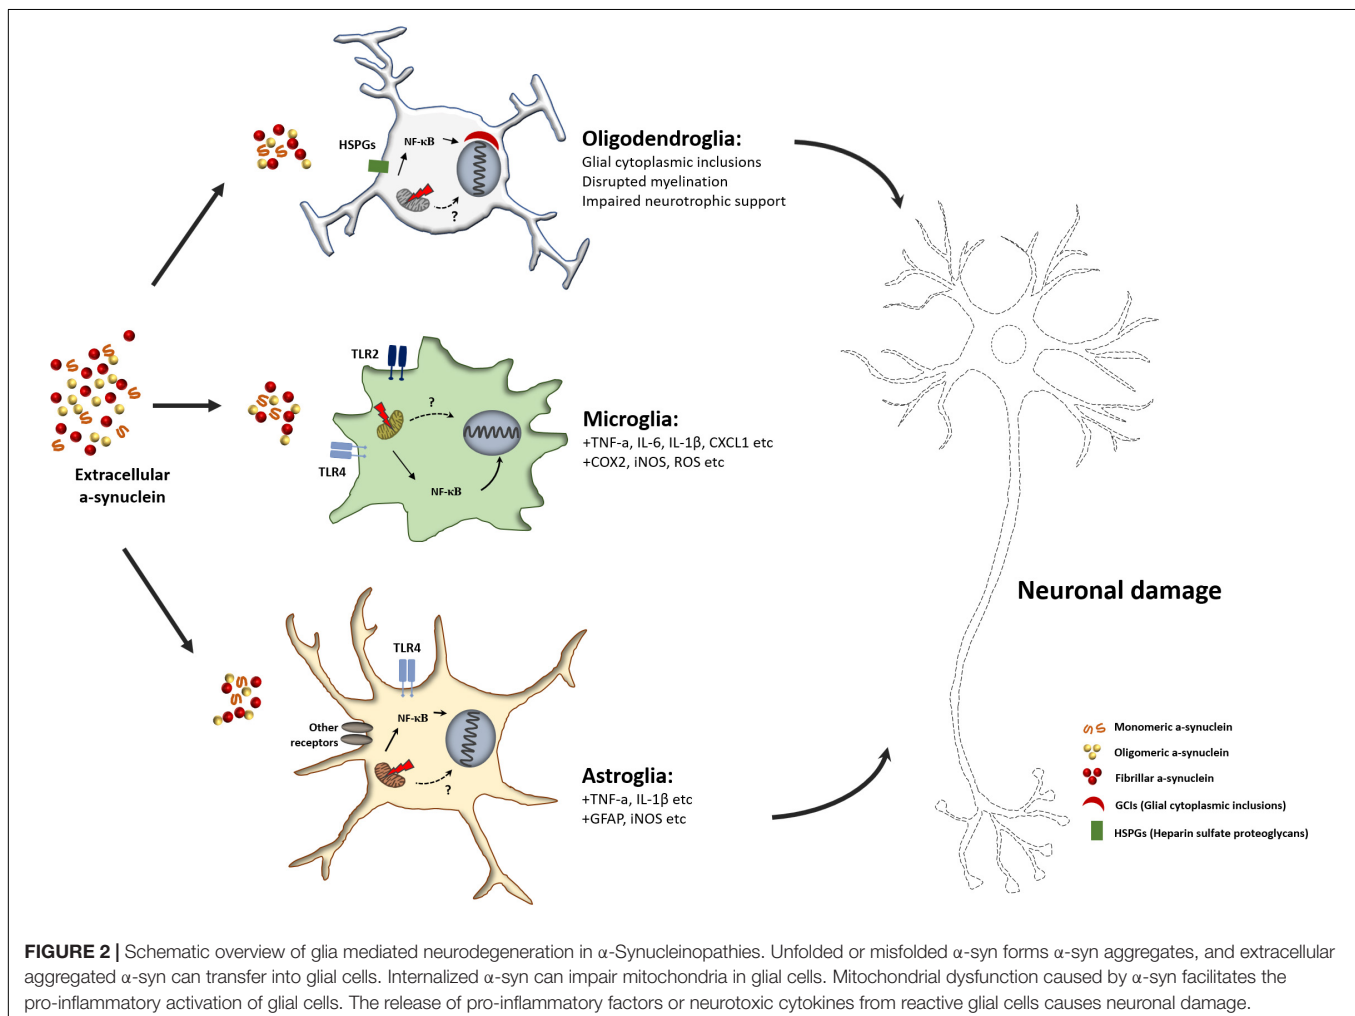 HSPGs
NF-κB
?
Oligodendroglia:
Glial cytoplasmic inclusions
Disrupted myelination
Impaired neurotrophic support
Extracellular
a-synuclein
TLR2
?
TLR4
NF-κB
Microglia:
+TNF-a, IL-6, IL-1β, CXCL1 etc
+COX2, iNOS, ROS etc
TLR4
NF-κB
Other
receptors
?
Astroglia:
+TNF-a, IL-1β etc
+GFAP, iNOS etc
Neuronal damage
Monomeric a-synuclein
Oligomeric a-synuclein
Fibrillar a-synuclein
GCIs (Glial cytoplasmic inclusions)
HSPGs (Heparin sulfate proteoglycans)
FIGURE 2 | Schematic overview of glia mediated neurodegeneration in α-Synucleinopathies. Unfolded or misfolded α-syn forms α-syn aggregates, and extracellular
aggregated α-syn can transfer into glial cells. Internalized α-syn can impair mitochondria in glial cells. Mitochondrial dysfunction caused by α-syn facilitates the
pro-inflammatory activation of glial cells. The release of pro-inflammatory factors or neurotoxic cytokines from reactive glial cells causes neuronal damage.